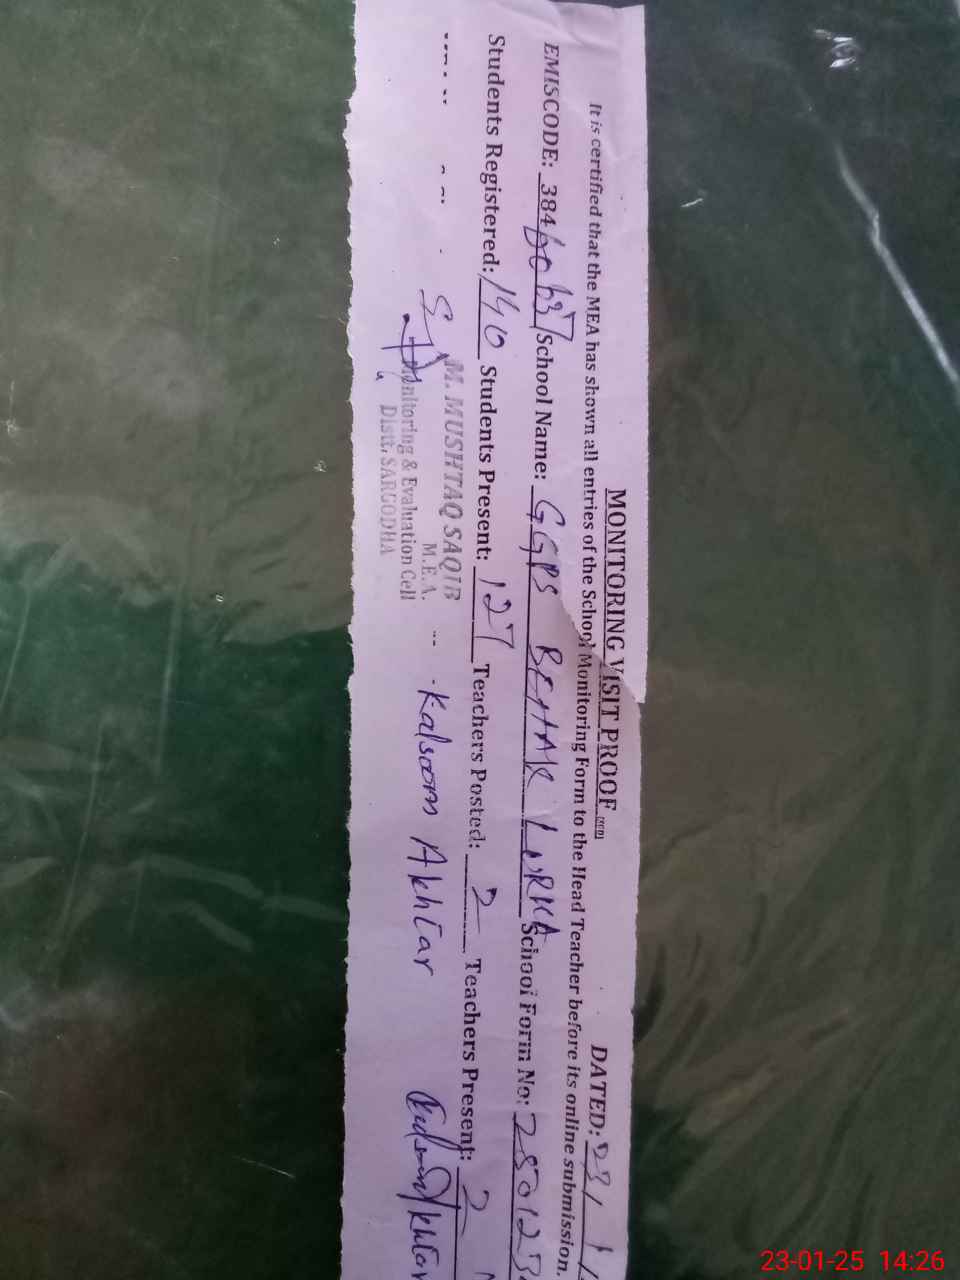 MONITORING VISIT PROOF
DATED: 23/1/
It is certified that the MEA has shown all entries of the School Monitoring Form to the Head Teacher before its online submission.
EMISCODE: 384 School Name: GGPS BEHAK LURKA School Form No:
Students Registered: 140 Students Present: 127 Teachers Posted: 2 Teachers Present: 2
M. MUSHTAQ SAQIB
M.E.A.
Monitoring & Evaluation Cell
Distt. SARGODHA
Kalsoom Akhtar
23-01-25 14:26